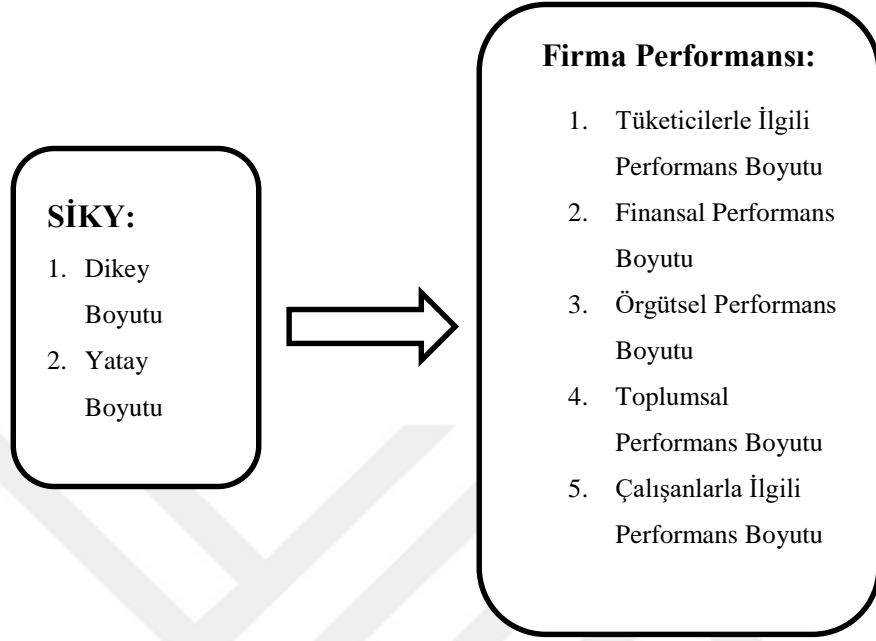 SİKY:
1. Dikey
Boyutu
2. Yatay
Boyutu
Firma Performansı:
1. Tüketicilerle İlgili
Performans Boyutu
2. Finansal Performans
Boyutu
3. Örgütsel Performans
Boyutu
4. Toplumsal
Performans Boyutu
5. Çalışanlarla İlgili
Performans Boyutu